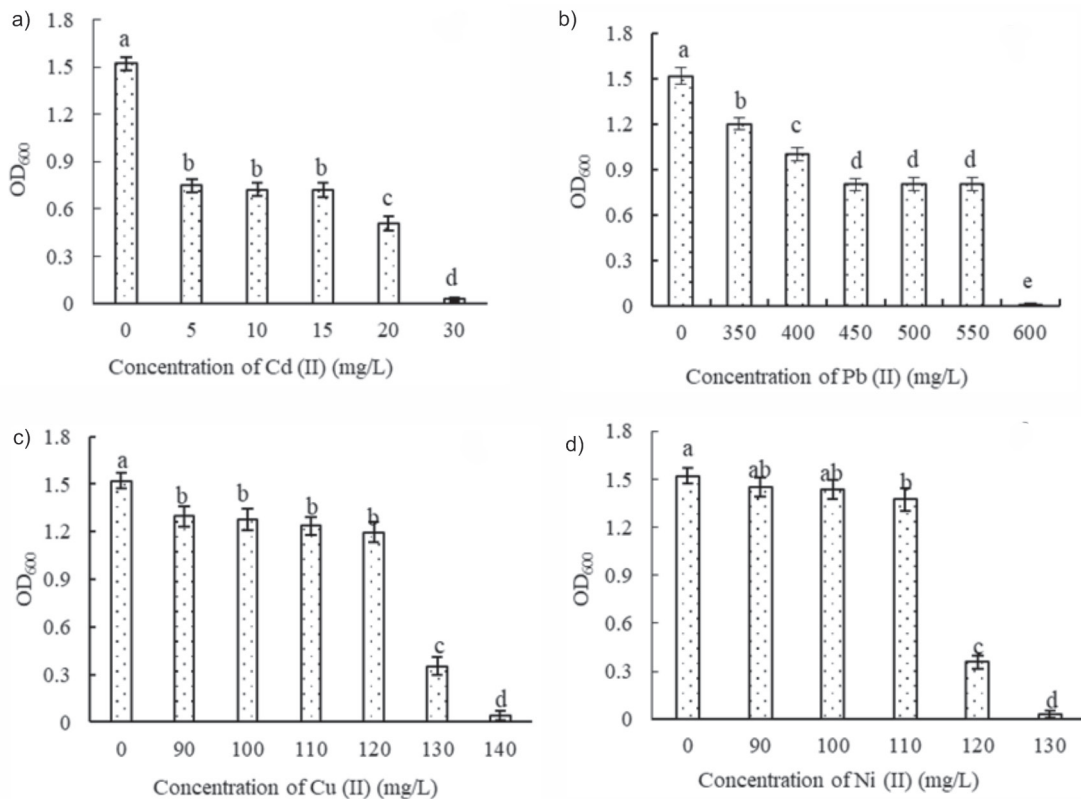 a)
1.8
1.5
1.2
0.9
0.6
0.3
0
OD600
a
b
b
b
c
d
0 5 10 15 20 30
Concentration of Cd (II) (mg/L)
b)
1.8
1.5
1.2
0.9
0.6
0.3
0
OD600
a
b
c
d
d
d
e
0 350 400 450 500 550 600
Concentration of Pb (II) (mg/L)
c)
1.8
1.5
1.2
0.9
0.6
0.3
0
OD600
a
b
b
b
b
c
d
0 90 100 110 120 130 140
Concentration of Cu (II) (mg/L)
d)
1.8
1.5
1.2
0.9
0.6
0.3
0
OD600
a
ab
ab
b
c
d
0 90 100 110 120 130
Concentration of Ni (II) (mg/L)